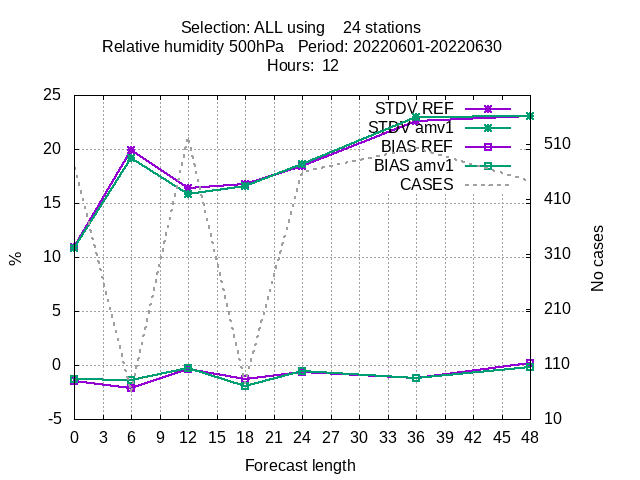 Selection: ALL using    24 stations
Relative humidity 500hPa   Period: 20220601-20220630
Hours:  12
25
20
15
10
5
0
-5
%
STDV REF
STDV amv1
BIAS REF
BIAS amv1
CASES
510
410
310
210
110
10
No cases
0 3 6 9 12 15 18 21 24 27 30 33 36 39 42 45 48
Forecast length